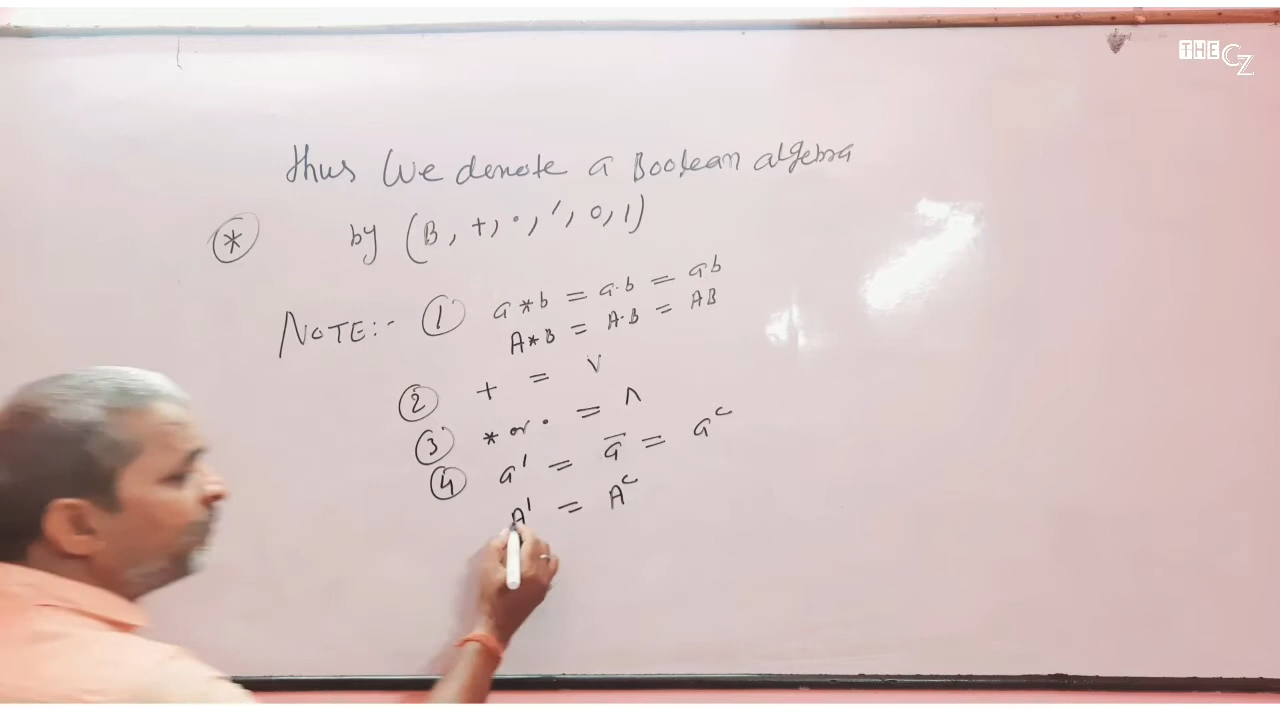 THE CZ
thus We denote a Boolean algebra
* by (B, +, ·, ′, 0, 1)
NOTE:- ① a*b = a·b = ab
A*B = A·B = AB
② + = ∨
③ * or · = ∧
④ a′ = a̅ = aᶜ
A′ = Aᶜ